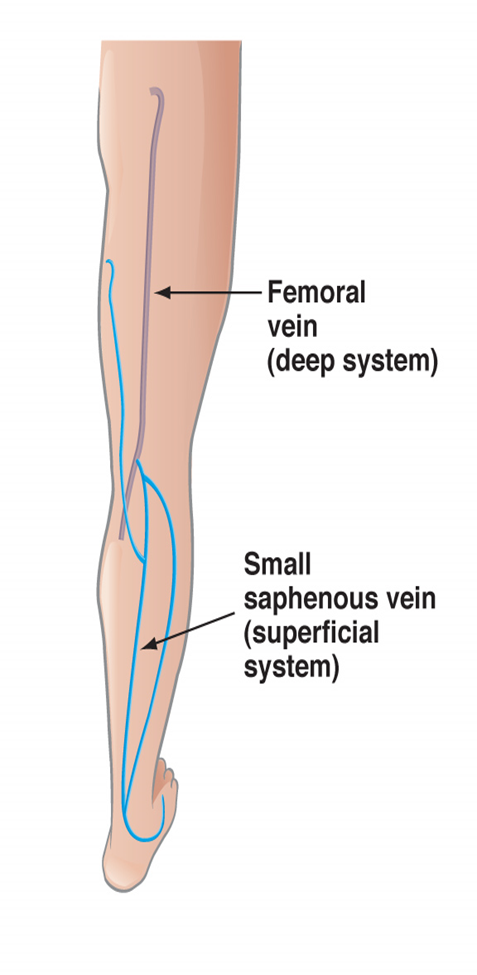 Femoral
vein
(deep system)
Small
saphenous vein
(superficial
system)